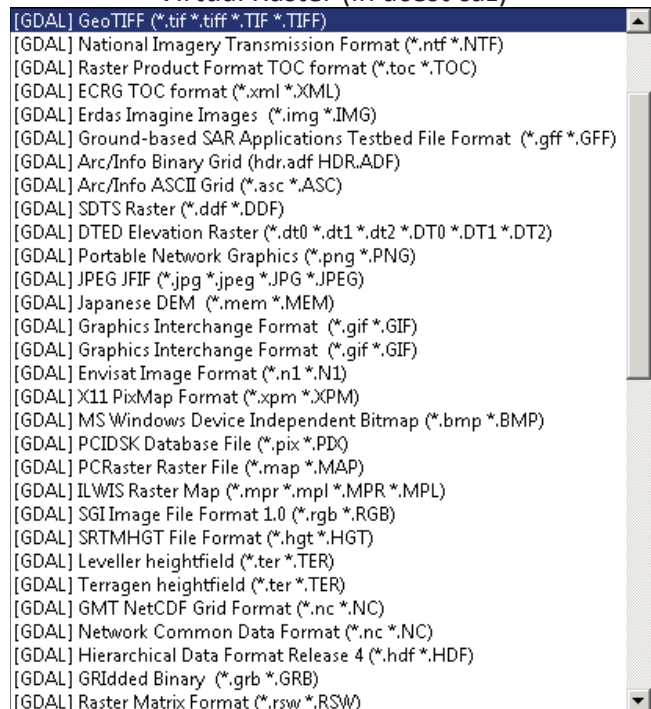 Virtual Raster (în acest caz)
[GDAL] GeoTIFF (*.tif *.tiff *.TIF *.TIFF)
[GDAL] National Imagery Transmission Format (*.ntf *.NTF)
[GDAL] Raster Product Format TOC format (*.toc *.TOC)
[GDAL] ECRG TOC format (*.xml *.XML)
[GDAL] Erdas Imagine Images (*.img *.IMG)
[GDAL] Ground-based SAR Applications Testbed File Format (*.gff *.GFF)
[GDAL] Arc/Info Binary Grid (hdr.adf HDR.ADF)
[GDAL] Arc/Info ASCII Grid (*.asc *.ASC)
[GDAL] SDTS Raster (*.ddf *.DDF)
[GDAL] DTED Elevation Raster (*.dt0 *.dt1 *.dt2 *.DT0 *.DT1 *.DT2)
[GDAL] Portable Network Graphics (*.png *.PNG)
[GDAL] JPEG JFIF (*.jpg *.jpeg *.JPG *.JPEG)
[GDAL] Japanese DEM (*.mem *.MEM)
[GDAL] Graphics Interchange Format (*.gif *.GIF)
[GDAL] Graphics Interchange Format (*.gif *.GIF)
[GDAL] Envisat Image Format (*.n1 *.N1)
[GDAL] X11 PixMap Format (*.xpm *.XPM)
[GDAL] MS Windows Device Independent Bitmap (*.bmp *.BMP)
[GDAL] PCIDSK Database File (*.pix *.PIX)
[GDAL] PCRaster Raster File (*.map *.MAP)
[GDAL] ILWIS Raster Map (*.mpr *.mpl *.MPR *.MPL)
[GDAL] SGI Image File Format 1.0 (*.rgb *.RGB)
[GDAL] SRTMHGT File Format (*.hgt *.HGT)
[GDAL] Leveller heightfield (*.ter *.TER)
[GDAL] Terragen heightfield (*.ter *.TER)
[GDAL] GMT NetCDF Grid Format (*.nc *.NC)
[GDAL] Network Common Data Format (*.nc *.NC)
[GDAL] Hierarchical Data Format Release 4 (*.hdf *.HDF)
[GDAL] GRIdded Binary (*.grb *.GRB)
[GDAL] Raster Matrix Format (*.rsw *.RSW)